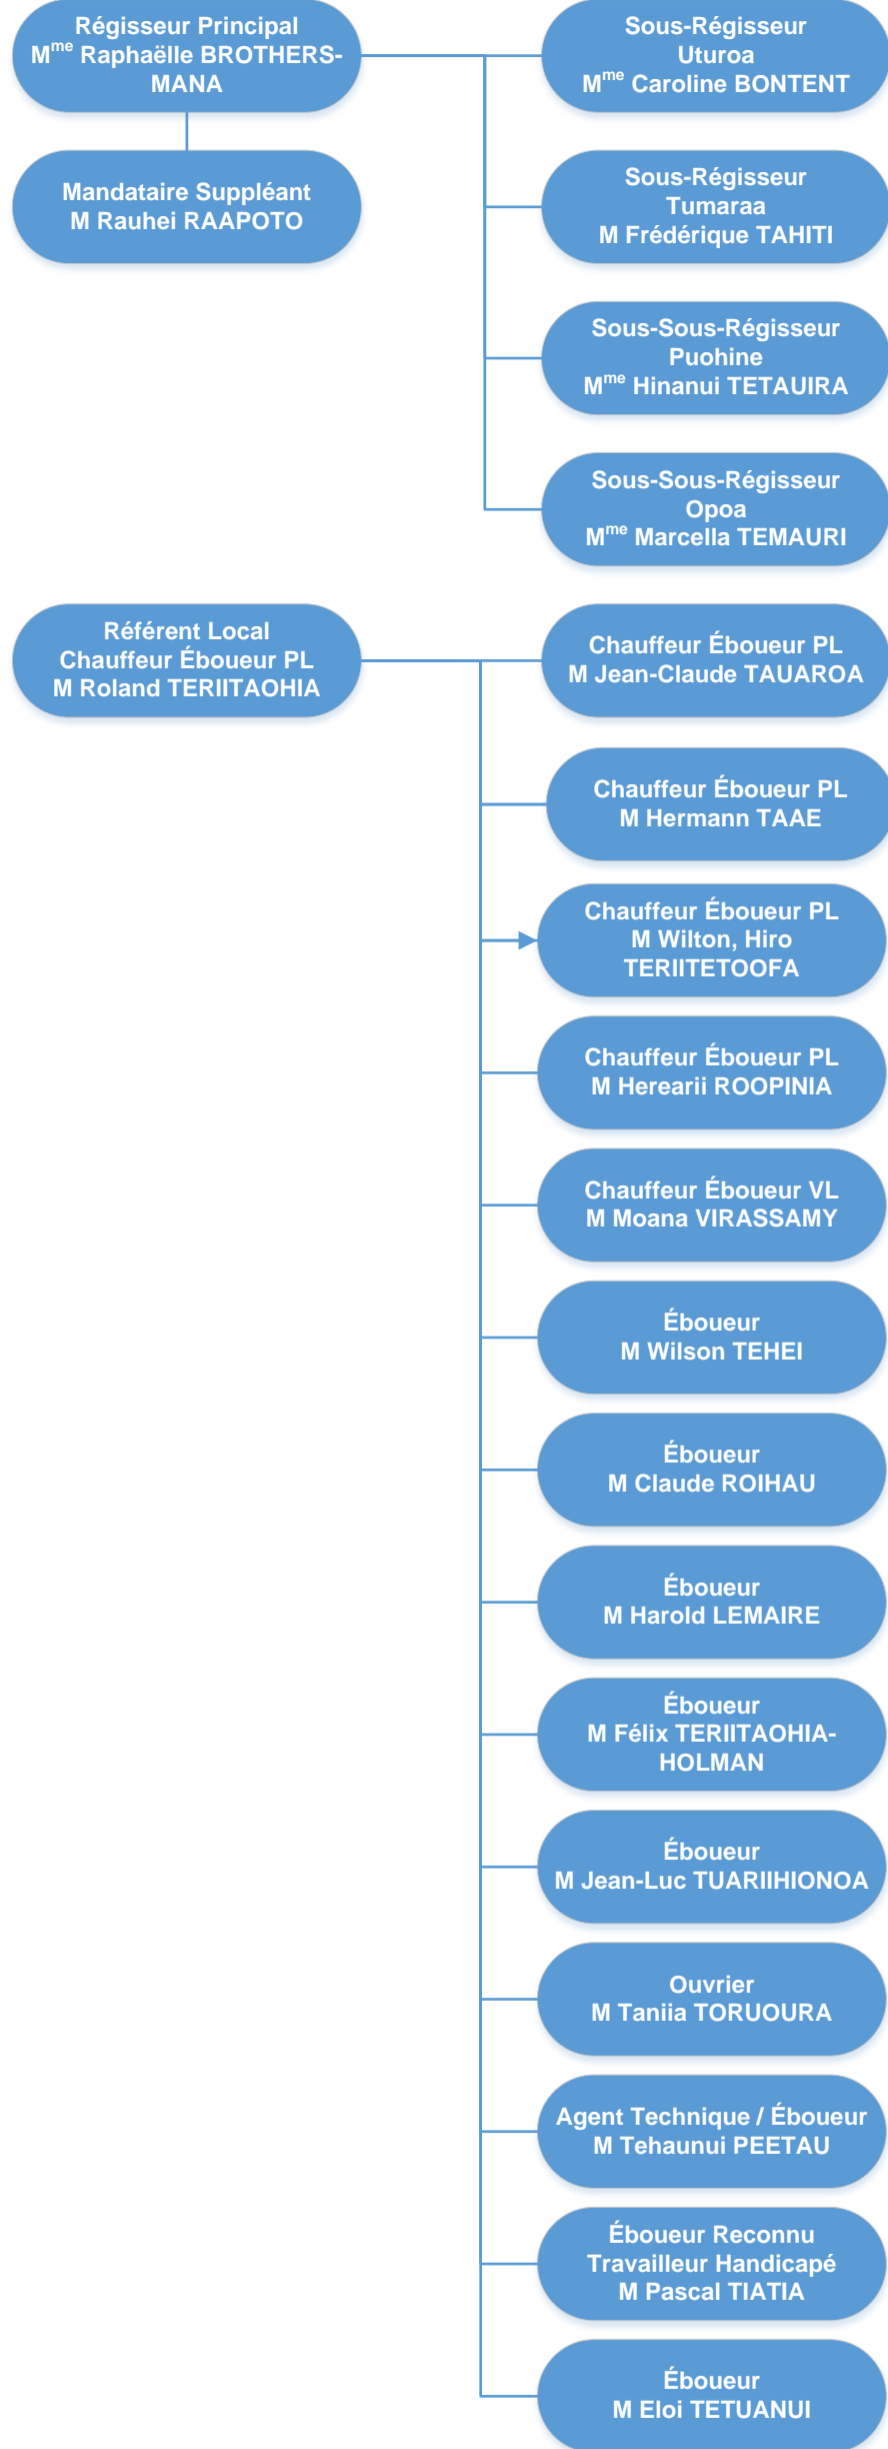 Régisseur Principal
Mme Raphaëlle BROTHERS-
MANA
Sous-Régisseur
Uturoa
Mme Caroline BONTENT
Mandataire Suppléant
M Rauhei RAAPOTO
Sous-Régisseur
Tumaraa
M Frédérique TAHITI
Sous-Sous-Régisseur
Puohine
Mme Hinanui TETAUIRA
Sous-Sous-Régisseur
Opoa
Mme Marcella TEMAURI
Référent Local
Chauffeur Éboueur PL
M Roland TERIITAOHIA
Chauffeur Éboueur PL
M Jean-Claude TAUAROA
Chauffeur Éboueur PL
M Hermann TAAE
Chauffeur Éboueur PL
M Wilton, Hiro
TERIITETOOFA
Chauffeur Éboueur PL
M Herearii ROOPINIA
Chauffeur Éboueur VL
M Moana VIRASSAMY
Éboueur
M Wilson TEHEI
Éboueur
M Claude ROIHAU
Éboueur
M Harold LEMAIRE
Éboueur
M Félix TERIITAOHIA-
HOLMAN
Éboueur
M Jean-Luc TUARIIHIONOA
Ouvrier
M Taniia TORUOURA
Agent Technique / Éboueur
M Tehaunui PEETAU
Éboueur Reconnu
Travailleur Handicapé
M Pascal TIATIA
Éboueur
M Eloi TETUANUI